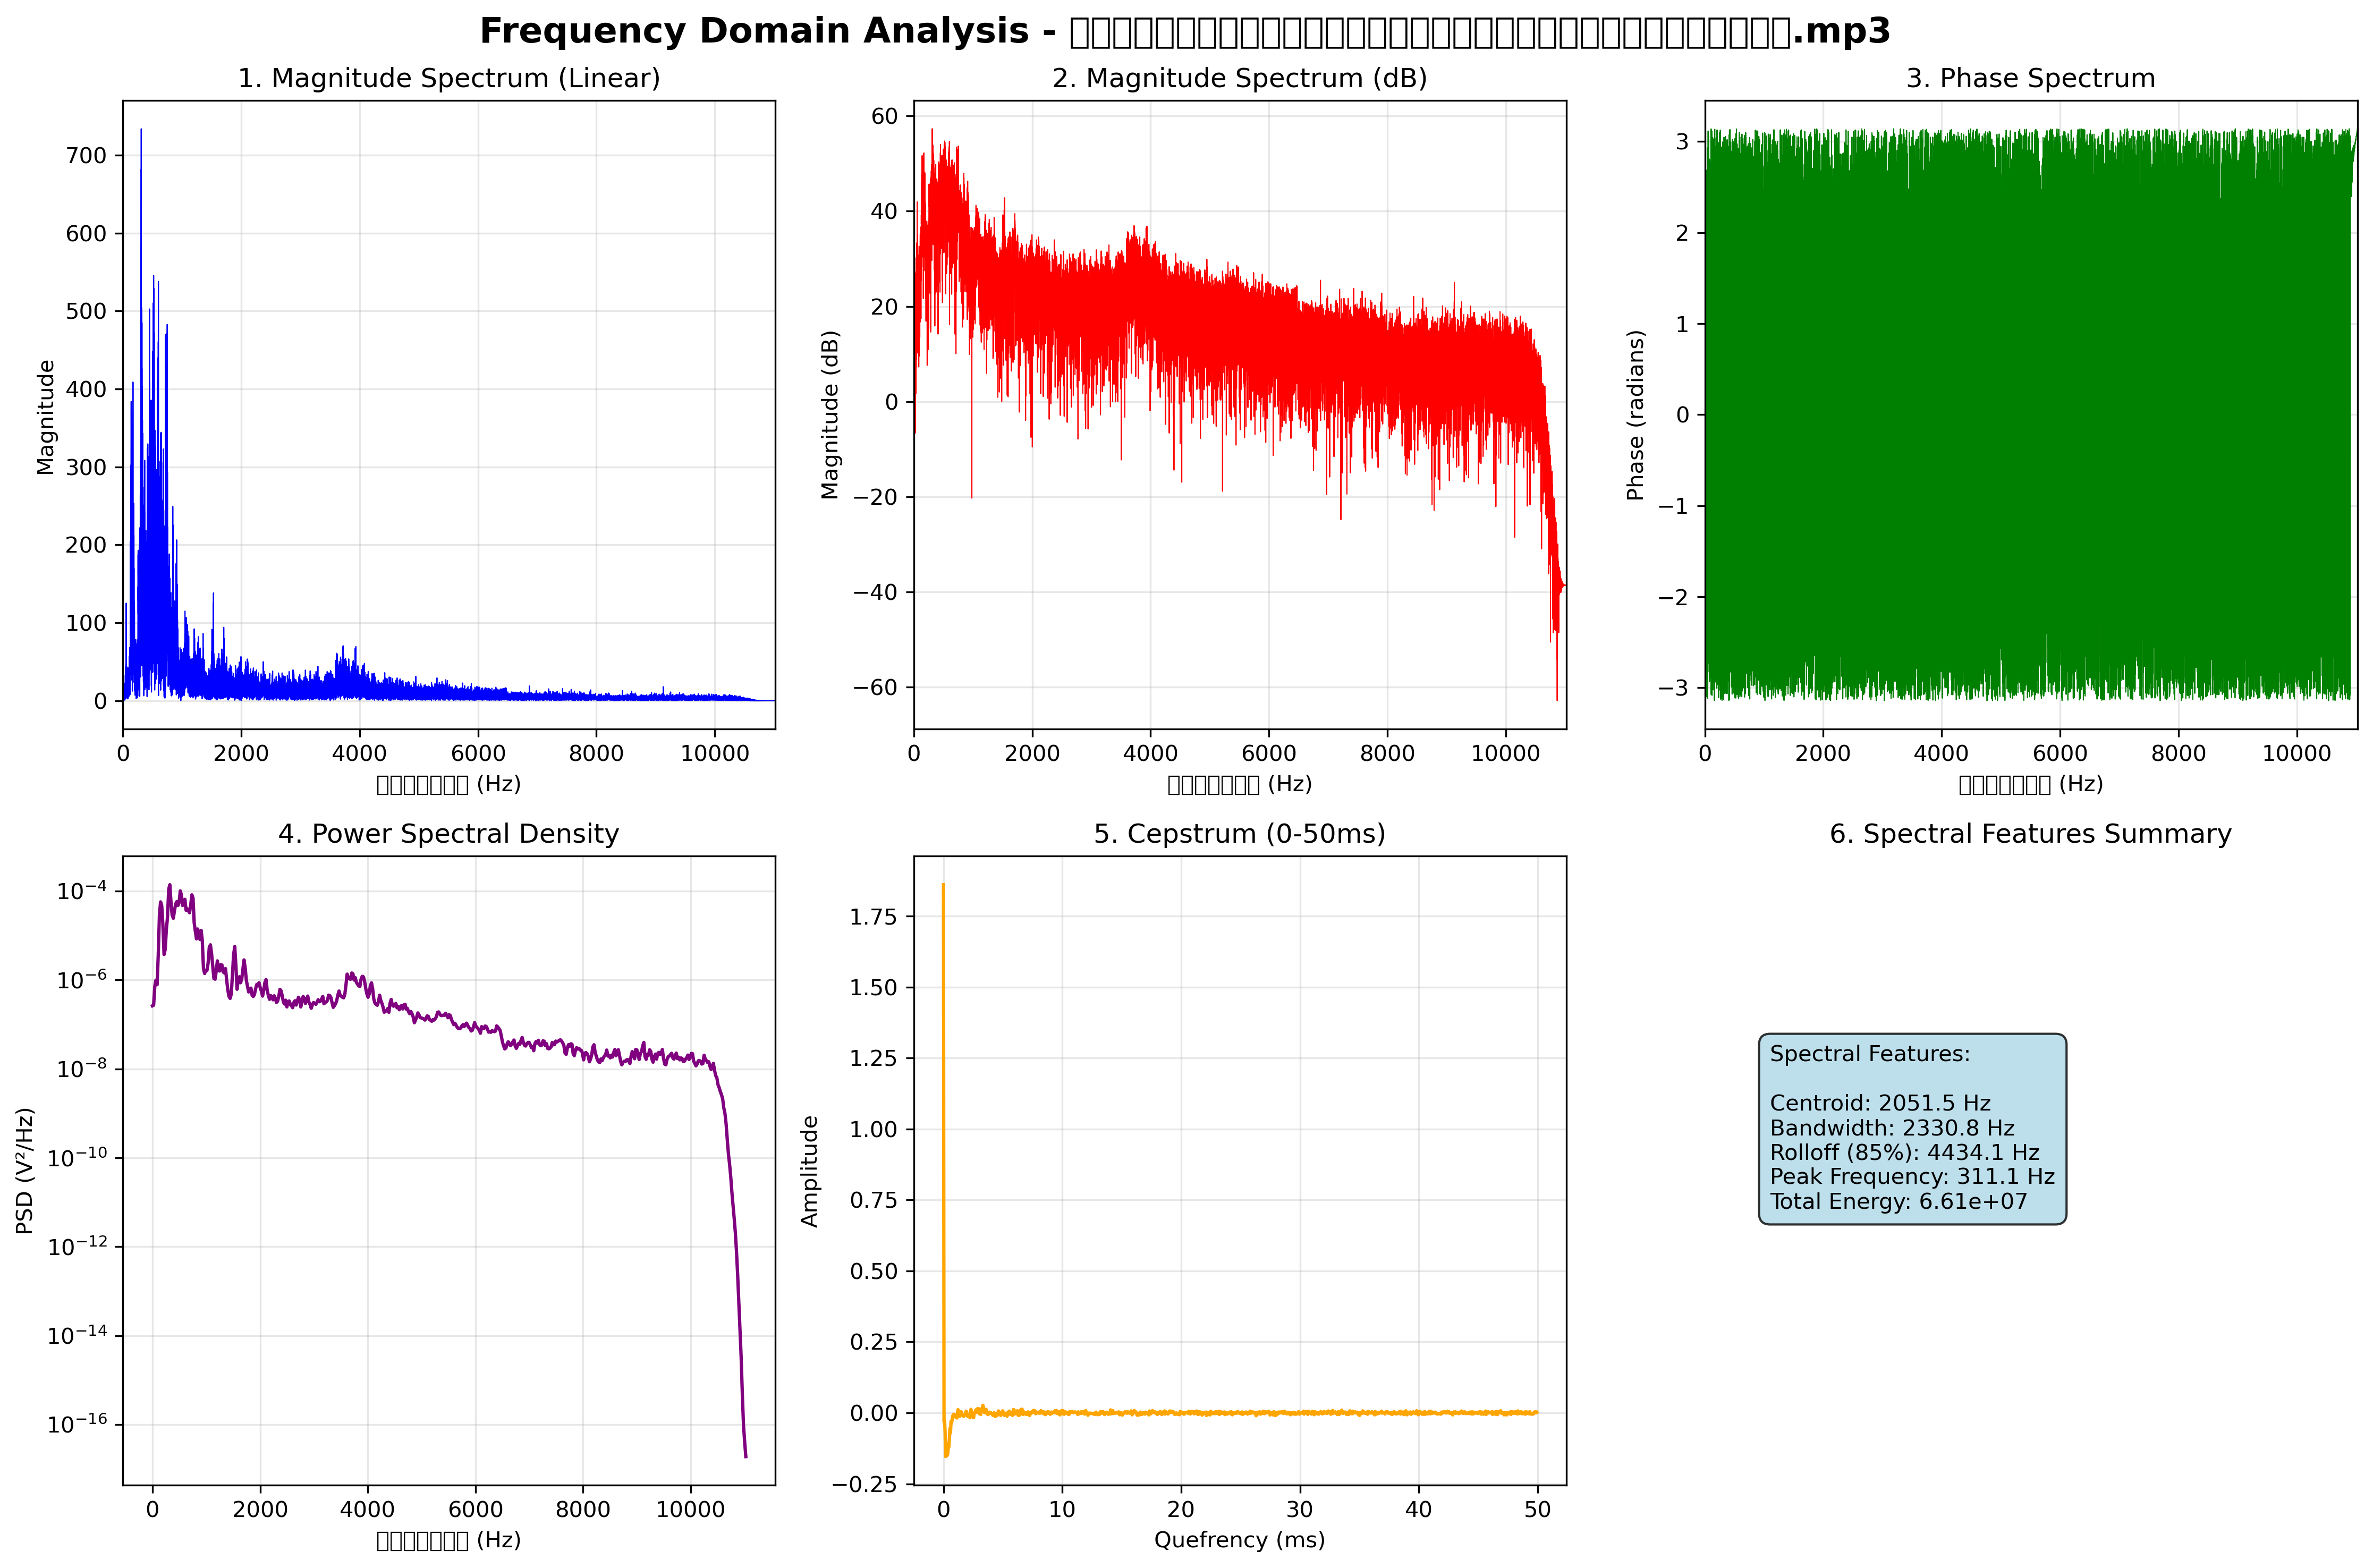 Frequency Domain Analysis - .mp3
1. Magnitude Spectrum (Linear)
Magnitude
700
600
500
400
300
200
100
0
0 2000 4000 6000 8000 10000
(Hz)
2. Magnitude Spectrum (dB)
Magnitude (dB)
60
40
20
0
−20
−40
−60
0 2000 4000 6000 8000 10000
(Hz)
3. Phase Spectrum
Phase (radians)
3
2
1
0
−1
−2
−3
0 2000 4000 6000 8000 10000
(Hz)
4. Power Spectral Density
PSD (V²/Hz)
10⁻⁴
10⁻⁶
10⁻⁸
10⁻¹⁰
10⁻¹²
10⁻¹⁴
10⁻¹⁶
0 2000 4000 6000 8000 10000
(Hz)
5. Cepstrum (0-50ms)
Amplitude
1.75
1.50
1.25
1.00
0.75
0.50
0.25
0.00
−0.25
0 10 20 30 40 50
Quefrency (ms)
6. Spectral Features Summary
Spectral Features:
Centroid: 2051.5 Hz
Bandwidth: 2330.8 Hz
Rolloff (85%): 4434.1 Hz
Peak Frequency: 311.1 Hz
Total Energy: 6.61e+07